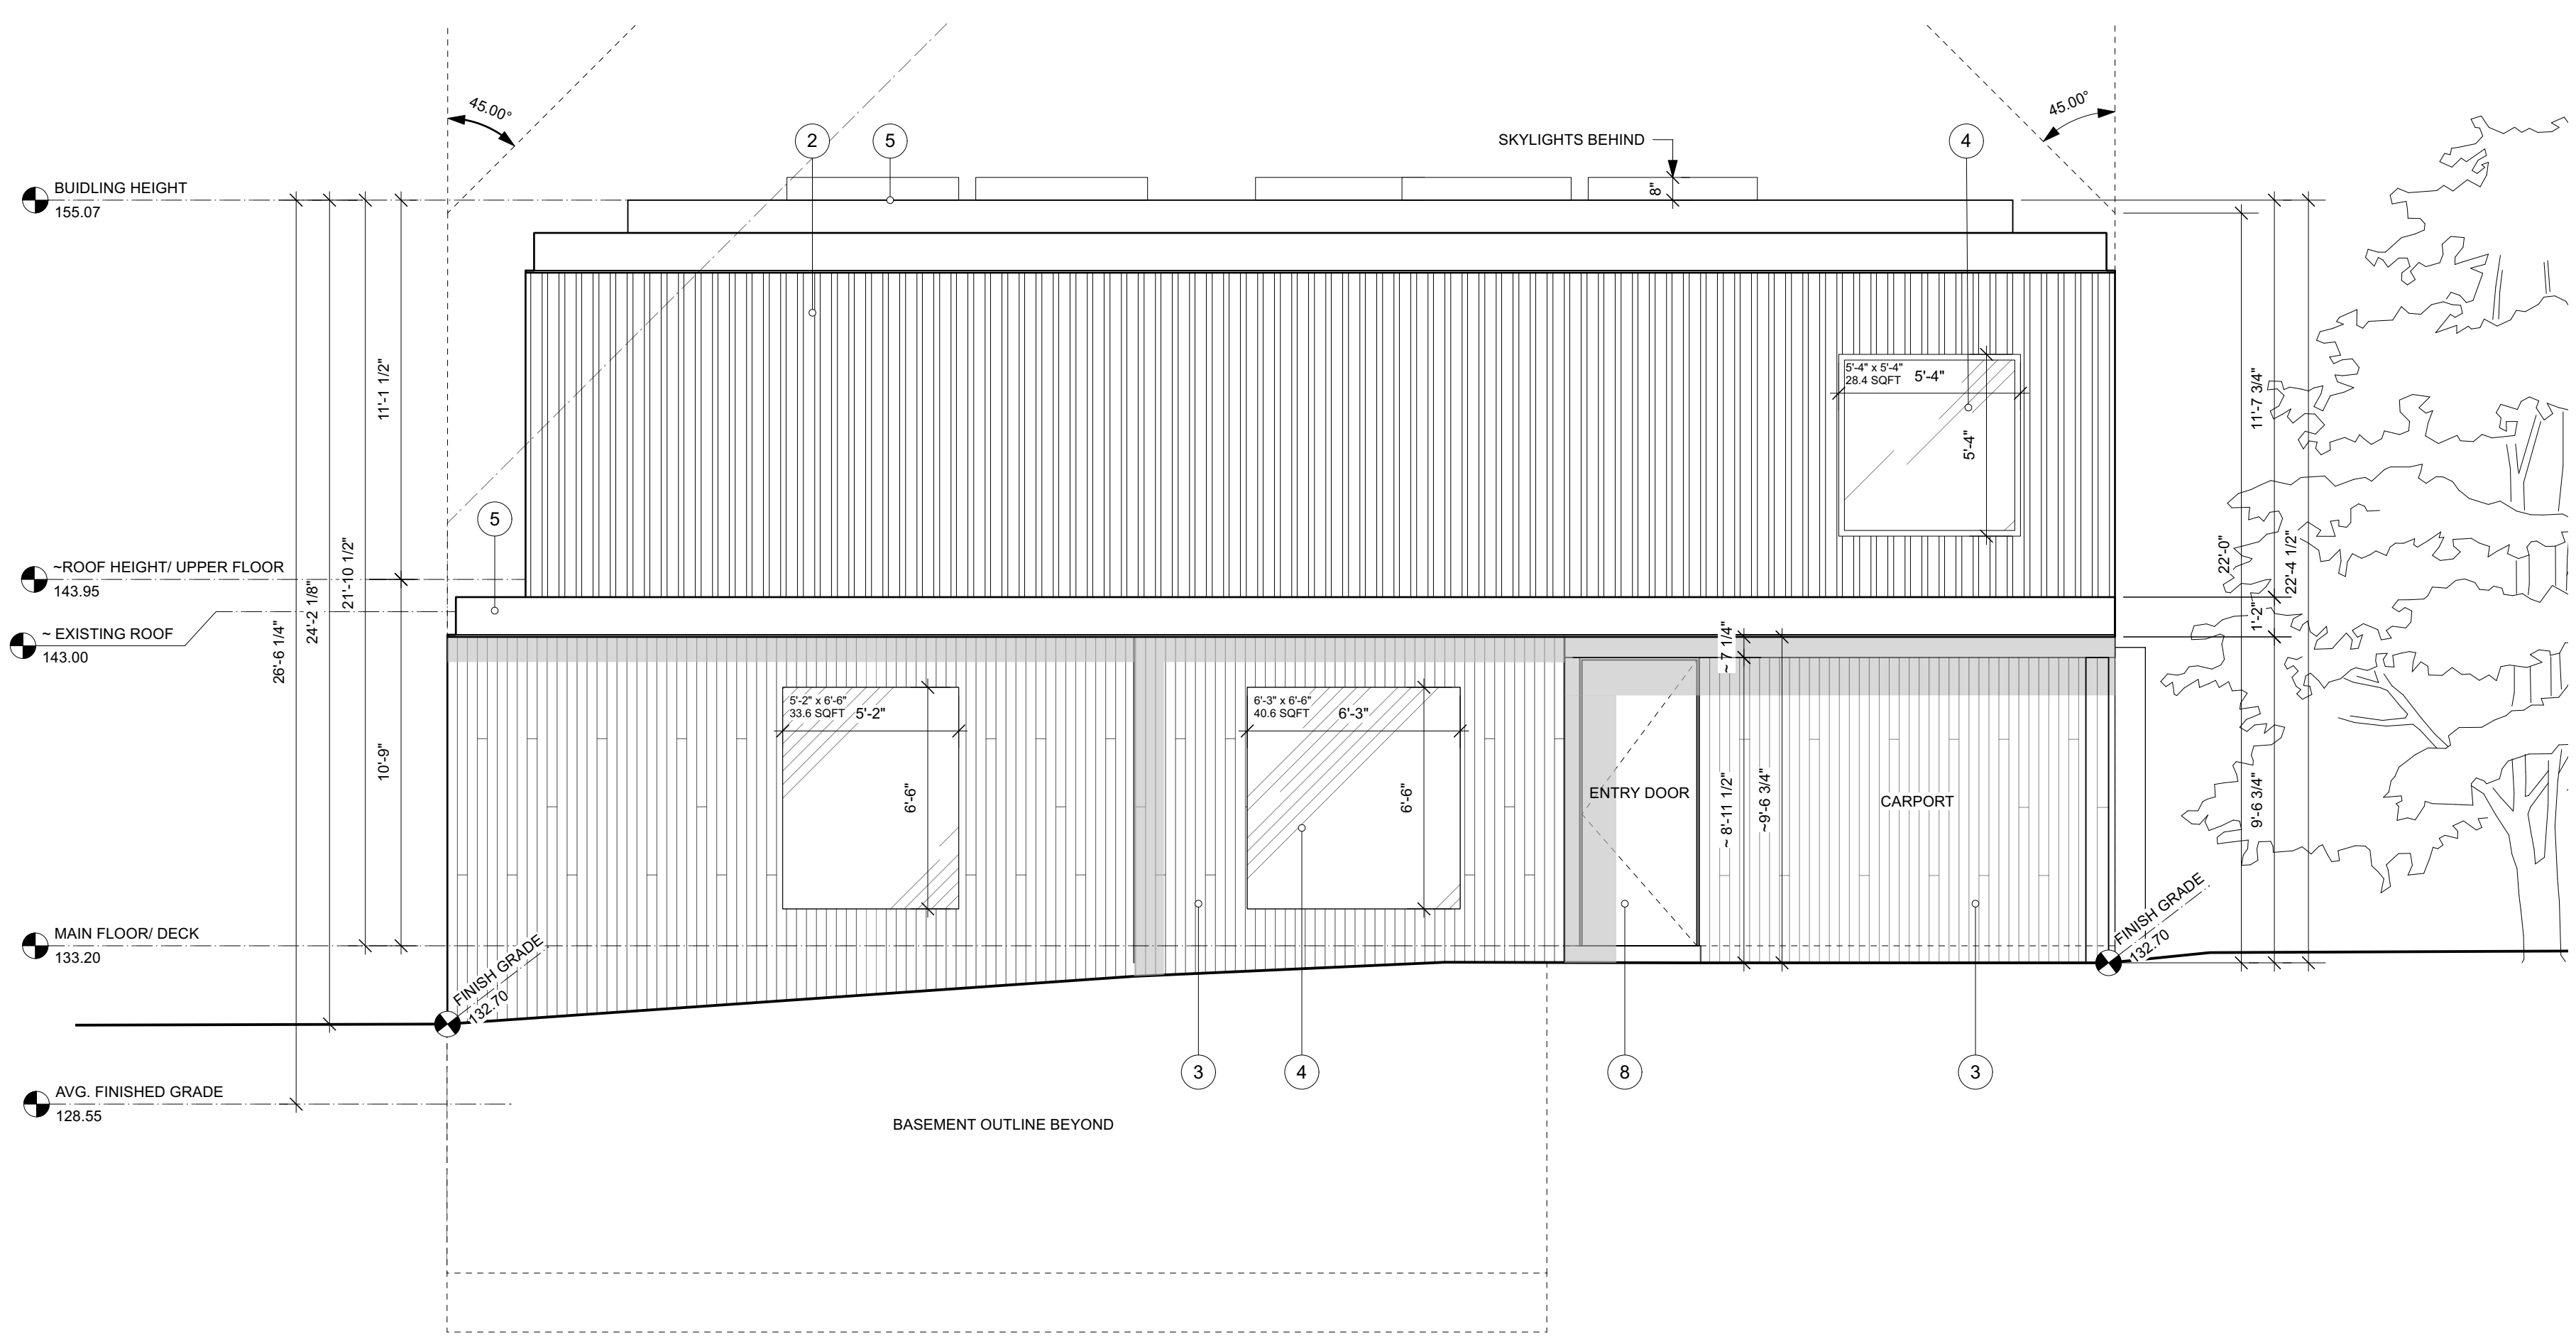 45.00°
45.00°
2
5
SKYLIGHTS BEHIND
4
8"
BUIDLING HEIGHT
155.07
5'-4" x 5'-4"
28.4 SQFT
5'-4"
5'-4"
11'-1 1/2"
11'-7 3/4"
5
~ROOF HEIGHT/ UPPER FLOOR
143.95
21'-10 1/2"
24'-2 1/8"
26'-6 1/4"
22'-0"
22'-4 1/2"
1'-2"
~ EXISTING ROOF
143.00
~ 7 1/4"
5'-2" x 6'-6"
33.6 SQFT
5'-2"
6'-3" x 6'-6"
40.6 SQFT
6'-3"
10'-9"
6'-6"
6'-6"
ENTRY DOOR
~ 8'-11 1/2"
~9'-6 3/4"
CARPORT
9'-6 3/4"
MAIN FLOOR/ DECK
133.20
FINISH GRADE
132.70
FINISH GRADE
132.70
3
4
8
3
AVG. FINISHED GRADE
128.55
BASEMENT OUTLINE BEYOND